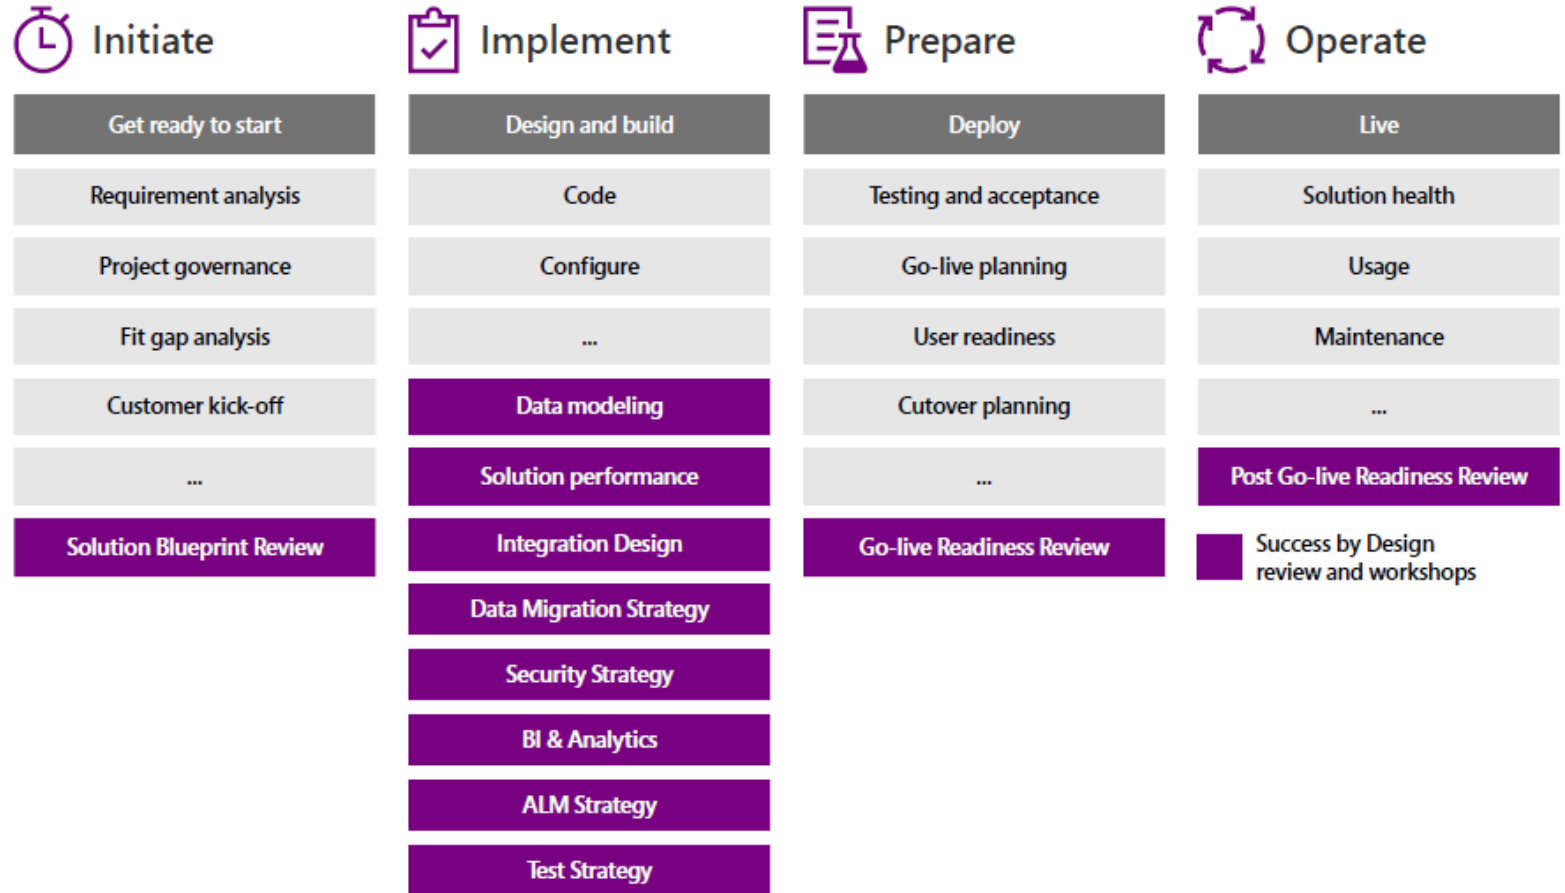 Initiate
Get ready to start
Requirement analysis
Project governance
Fit gap analysis
Customer kick-off
...
Solution Blueprint Review
Implement
Design and build
Code
Configure
...
Data modeling
Solution performance
Integration Design
Data Migration Strategy
Security Strategy
BI & Analytics
ALM Strategy
Test Strategy
Prepare
Deploy
Testing and acceptance
Go-live planning
User readiness
Cutover planning
...
Go-live Readiness Review
Operate
Live
Solution health
Usage
Maintenance
...
Post Go-live Readiness Review
Success by Design
review and workshops